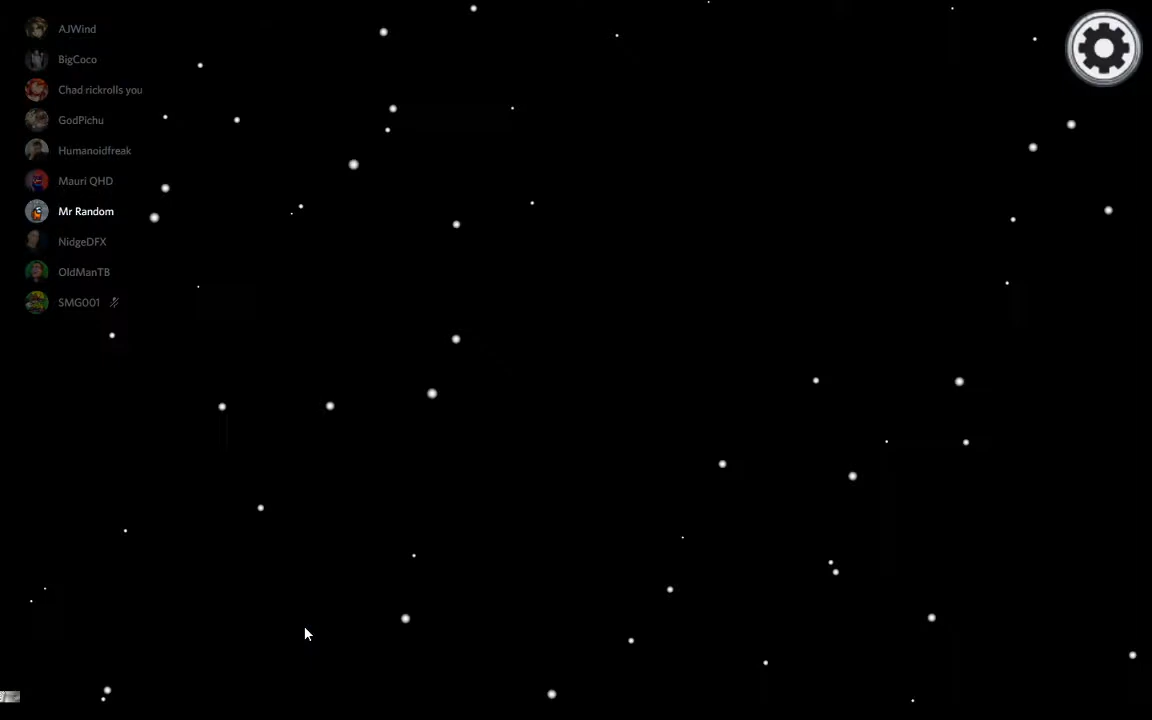 AJWind
BigCoco
Chad rickrolls you
GodPichu
Humanoidfreak
Mauri QHD
Mr Random
NidgeDFX
OldManTB
SMG001